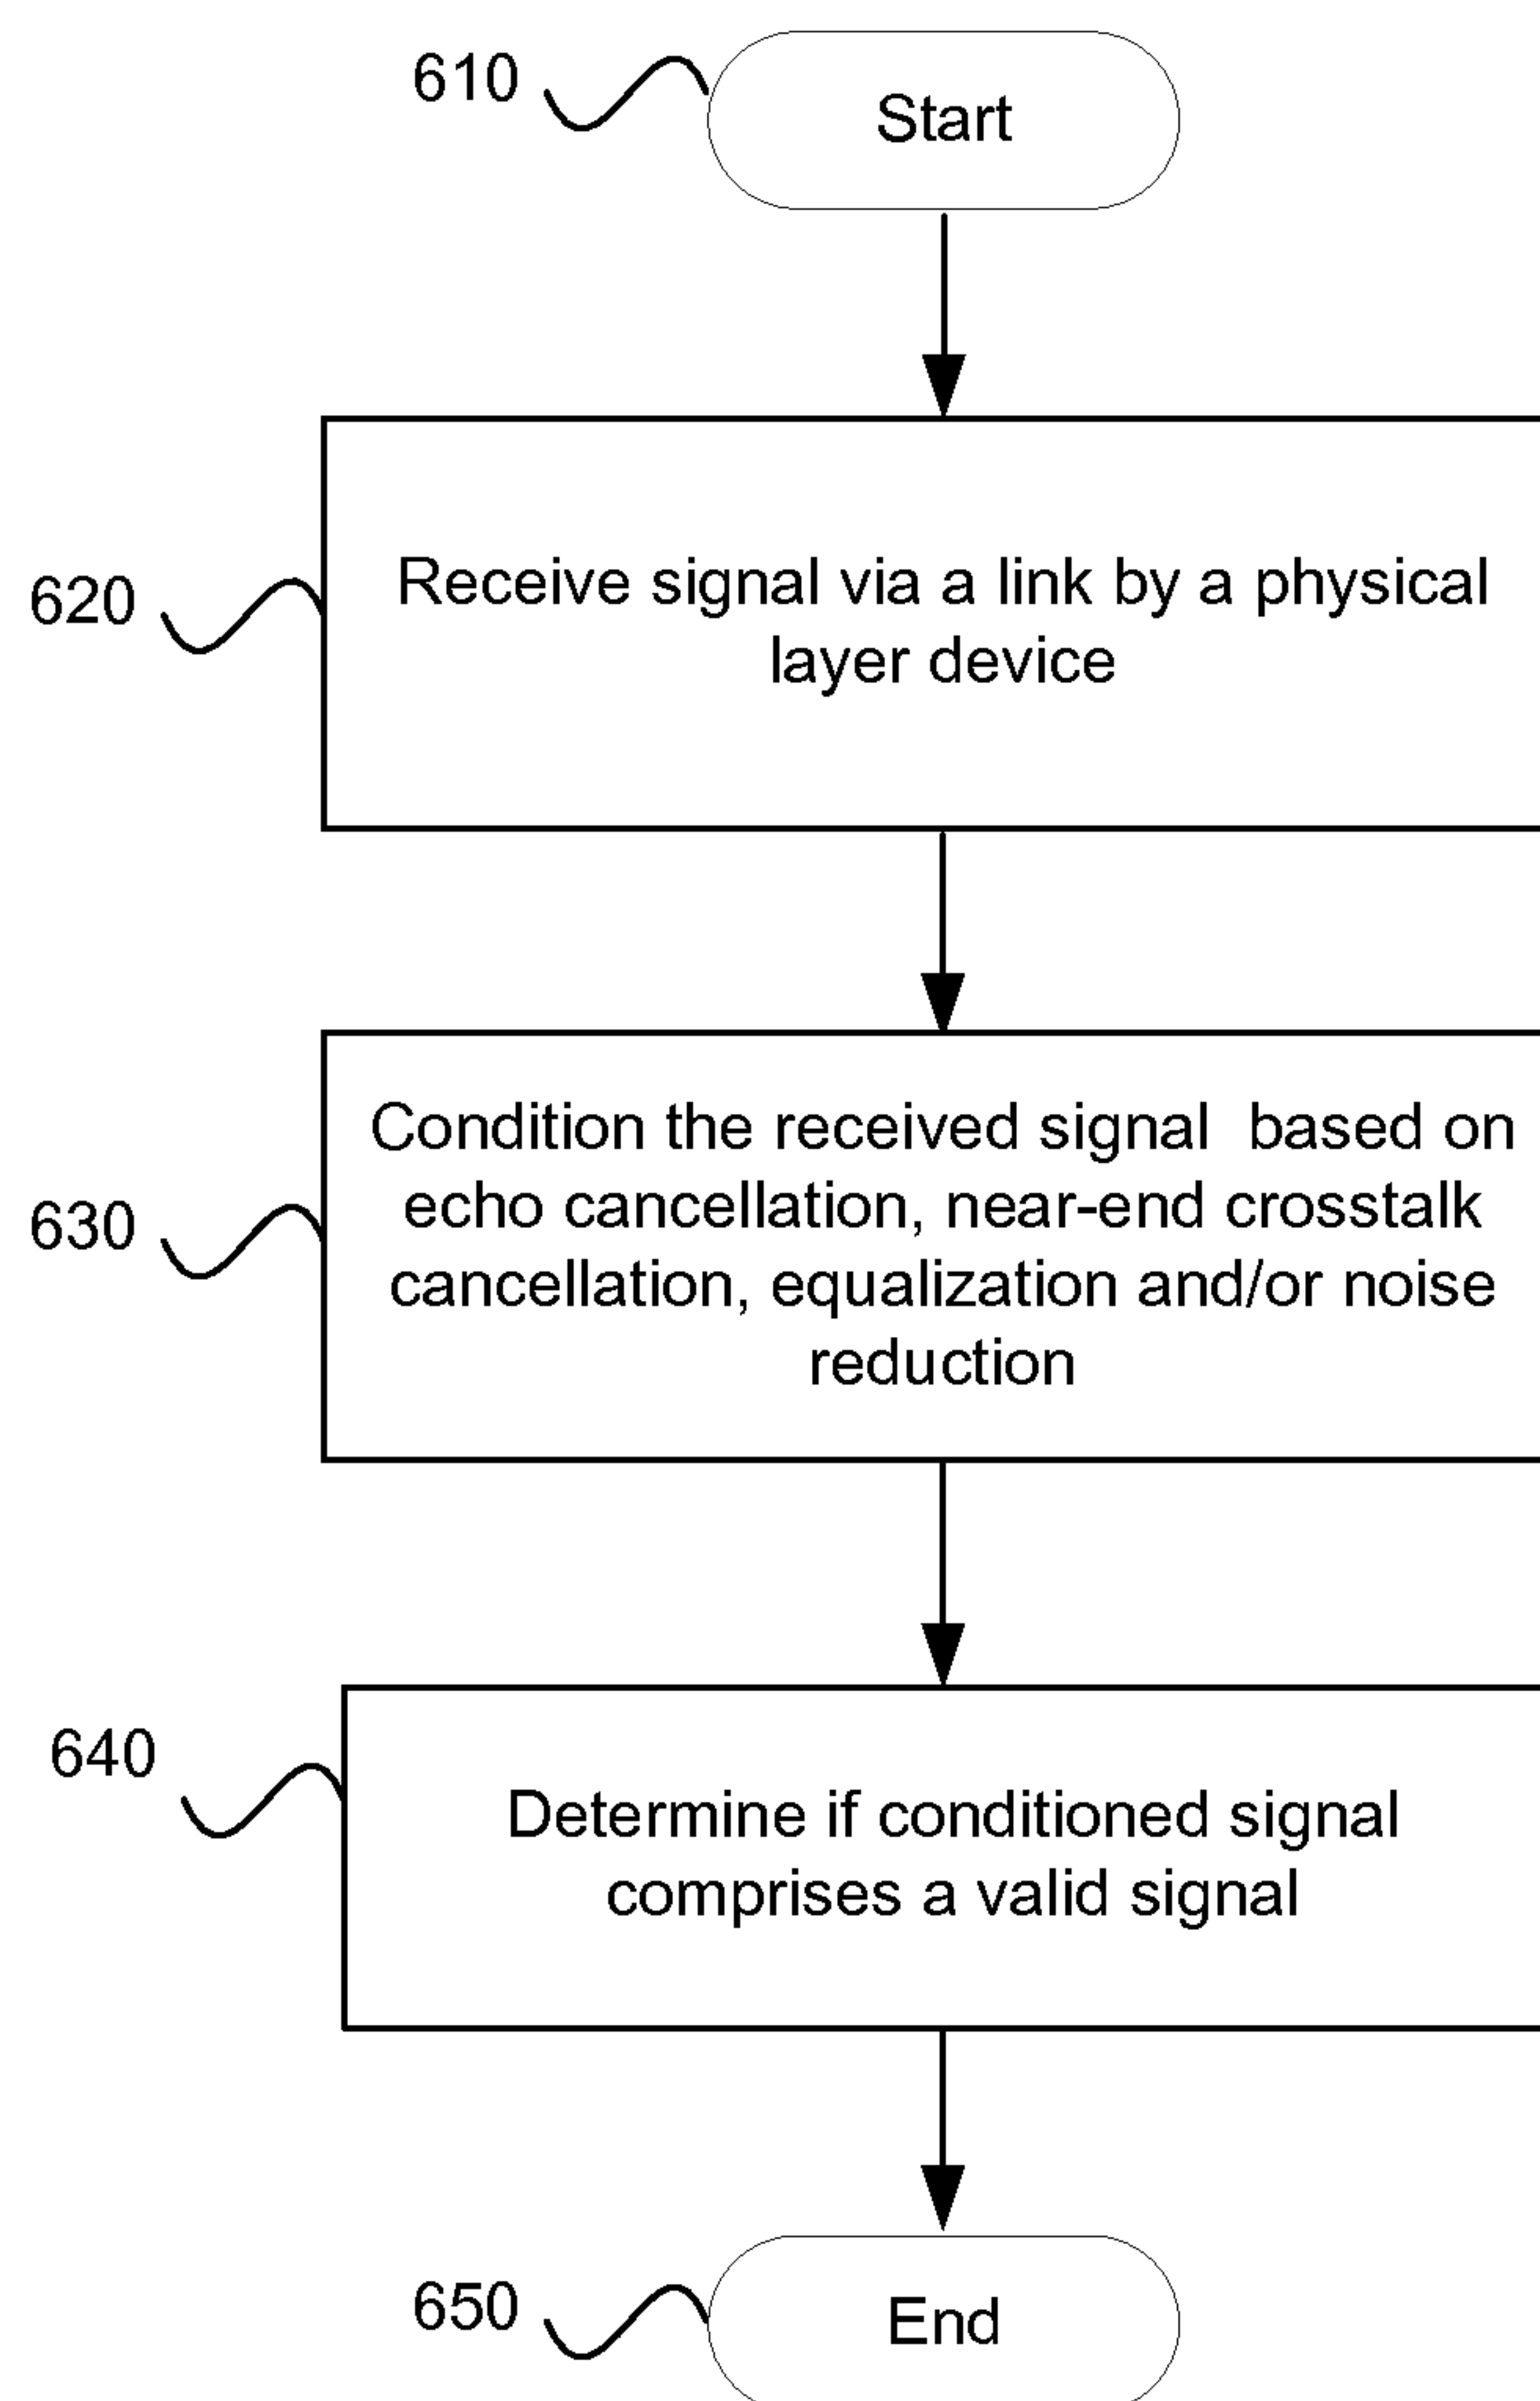 610
Start
620
Receive signal via a link by a physical
layer device
630
Condition the received signal  based on
echo cancellation, near-end crosstalk
cancellation, equalization and/or noise
reduction
640
Determine if conditioned signal
comprises a valid signal
650
End